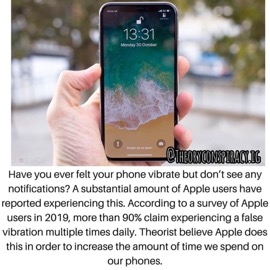 13:31
Monday 30 October
@THEORYCONSPIRACY.IG
Have you ever felt your phone vibrate but don't see any
notifications? A substantial amount of Apple users have
reported experiencing this. According to a survey of Apple
users in 2019, more than 90% claim experiencing a false
vibration multiple times daily. Theorist believe Apple does
this in order to increase the amount of time we spend on
our phones.